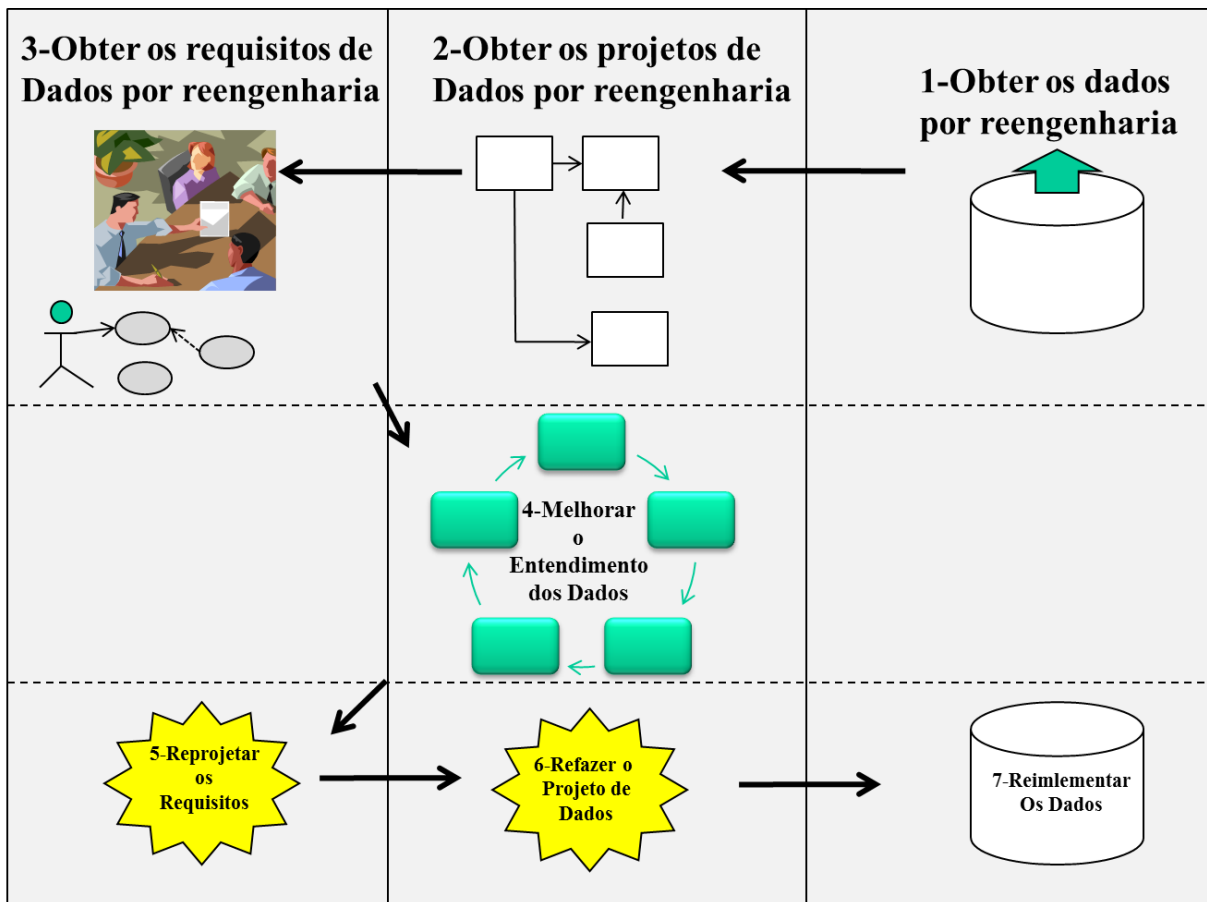 3-Obter os requisitos de
Dados por reengenharia
2-Obter os projetos de
Dados por reengenharia
1-Obter os dados
por reengenharia
4-Melhorar
o
Entendimento
dos Dados
5-Reprojetar
os
Requisitos
6-Refazer o
Projeto de
Dados
7-Reimlementar
Os Dados